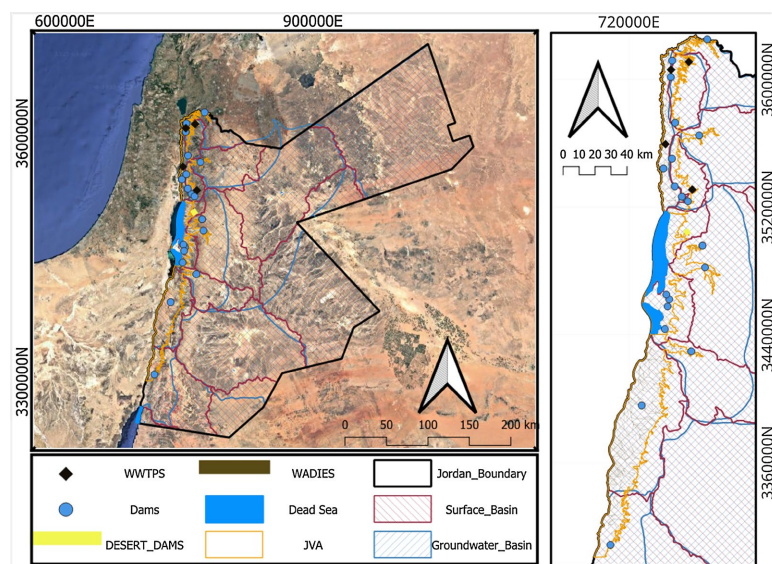 600000E
900000E
720000E
3600000N
3300000N
3600000N
3520000N
3440000N
3360000N
0 10 20 30 40 km
0 50 100 150 200 km
WWTPS
WADIES
Jordan_Boundary
Dams
Dead Sea
Surface_Basin
DESERT_DAMS
JVA
Groundwater_Basin